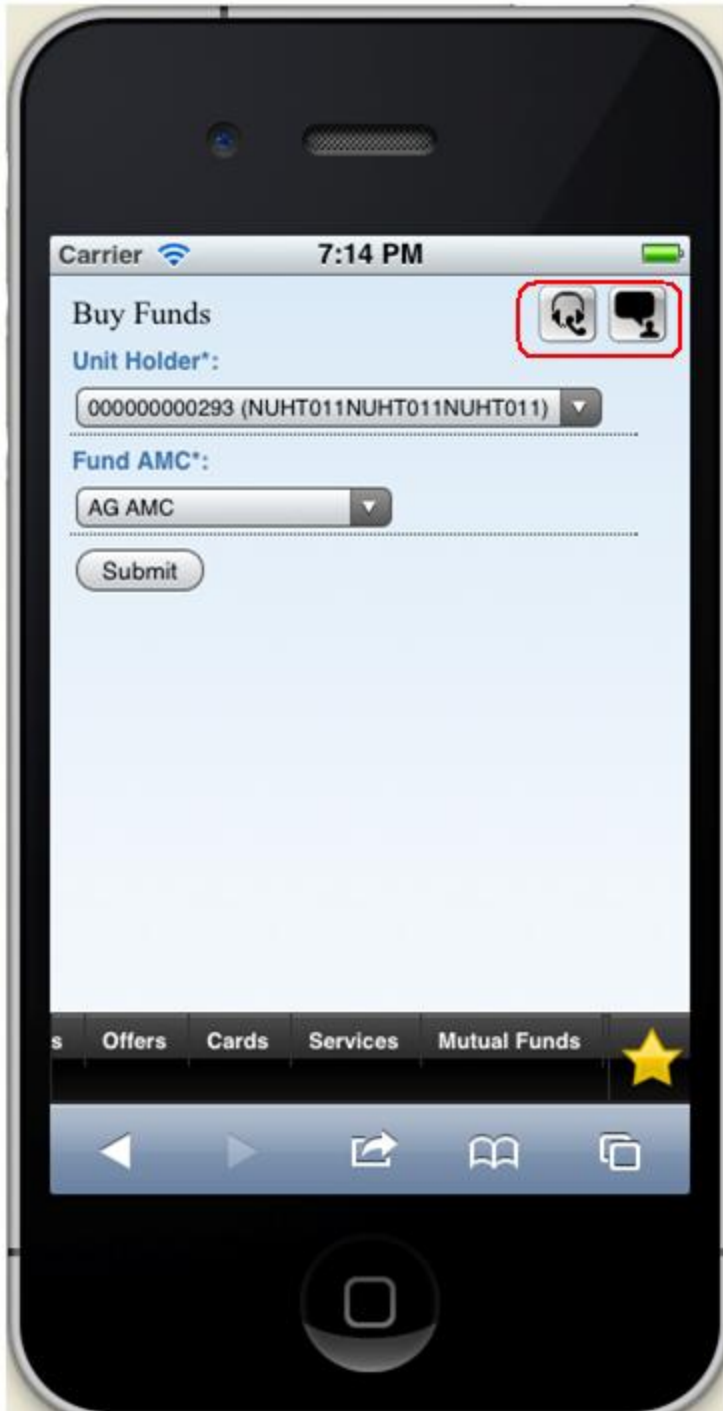 Carrier 7:14 PM
Buy Funds
Unit Holder*:
000000000293 (NUHT011NUHT011NUHT011)
Fund AMC*:
AG AMC
Submit
s Offers Cards Services Mutual Funds